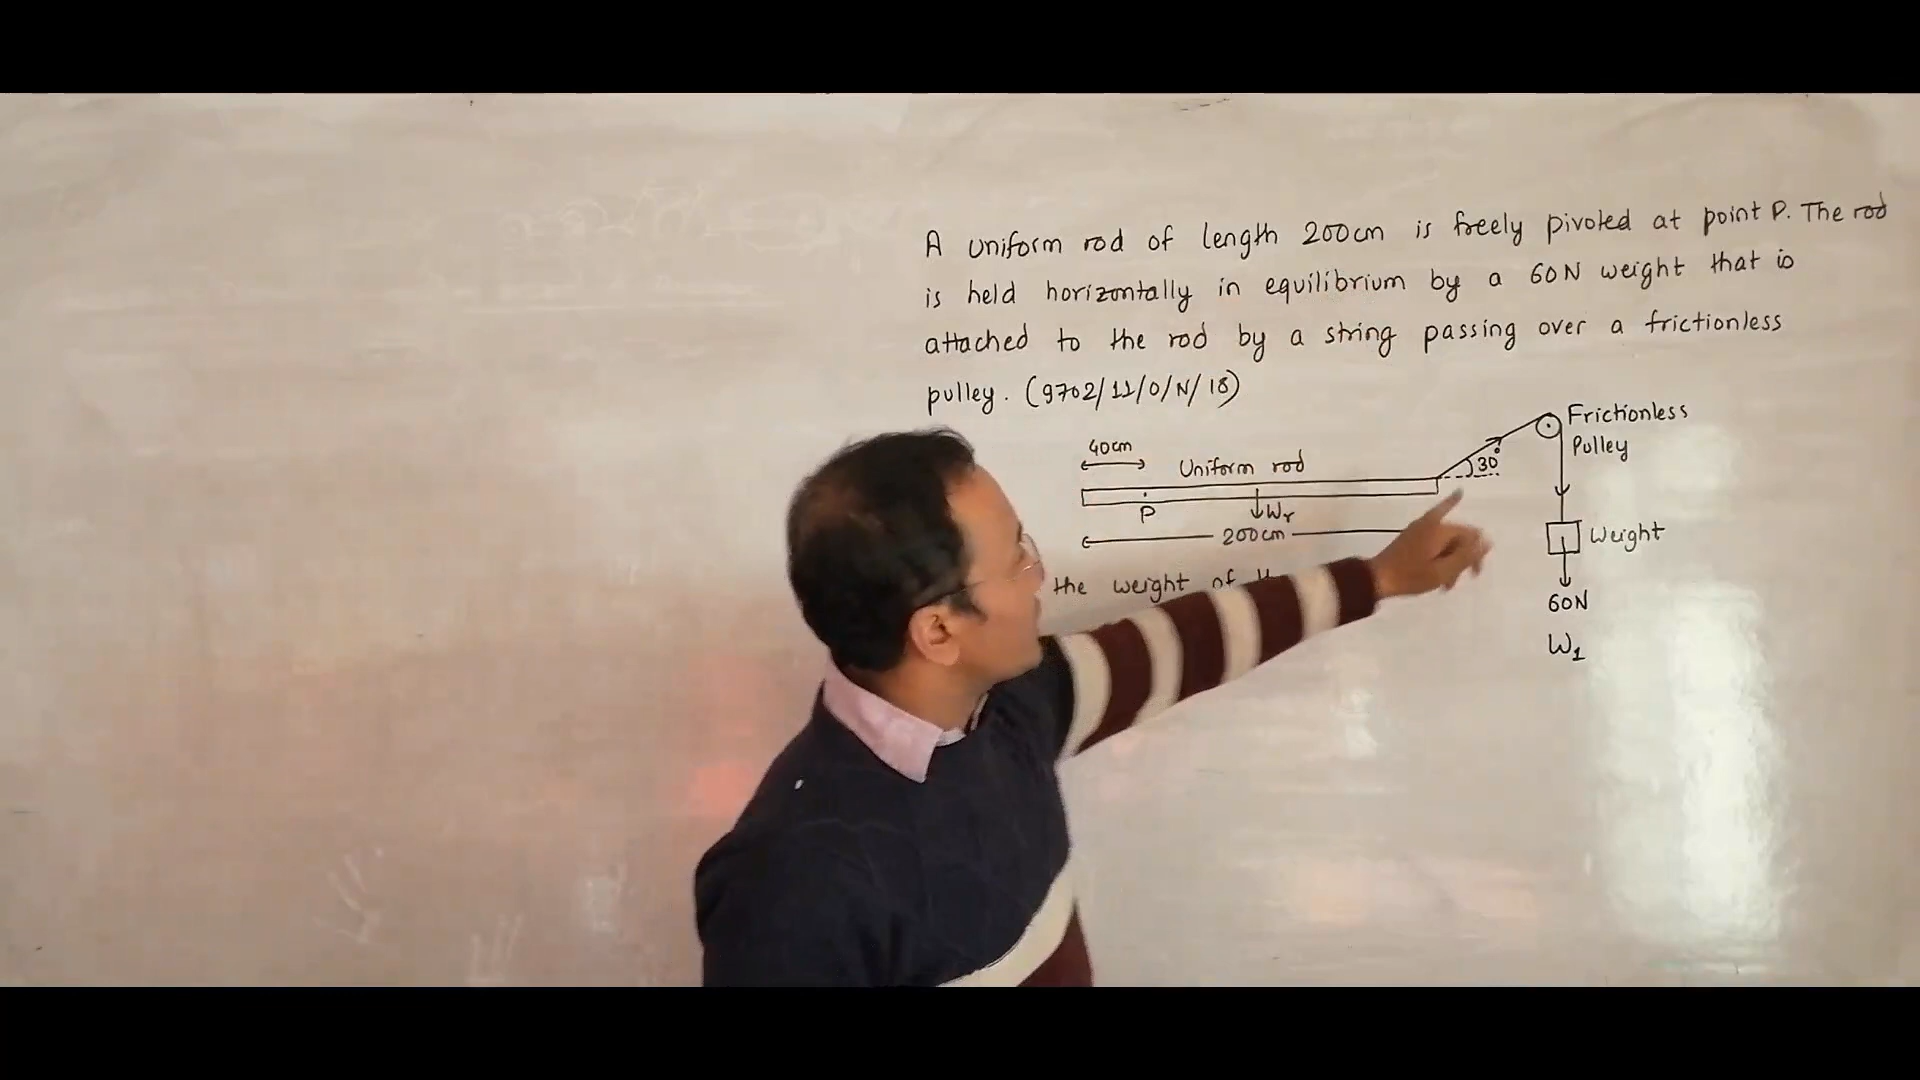 A uniform rod of length 200cm is freely pivoted at point P. The rod
is held horizontally in equilibrium by a 60N weight that is
attached to the rod by a string passing over a frictionless
pulley. (9702/11/O/N/18)
Frictionless
Pulley
40cm
Uniform rod
30°
P
Wr
200cm
Weight
the weight of
60N
W1